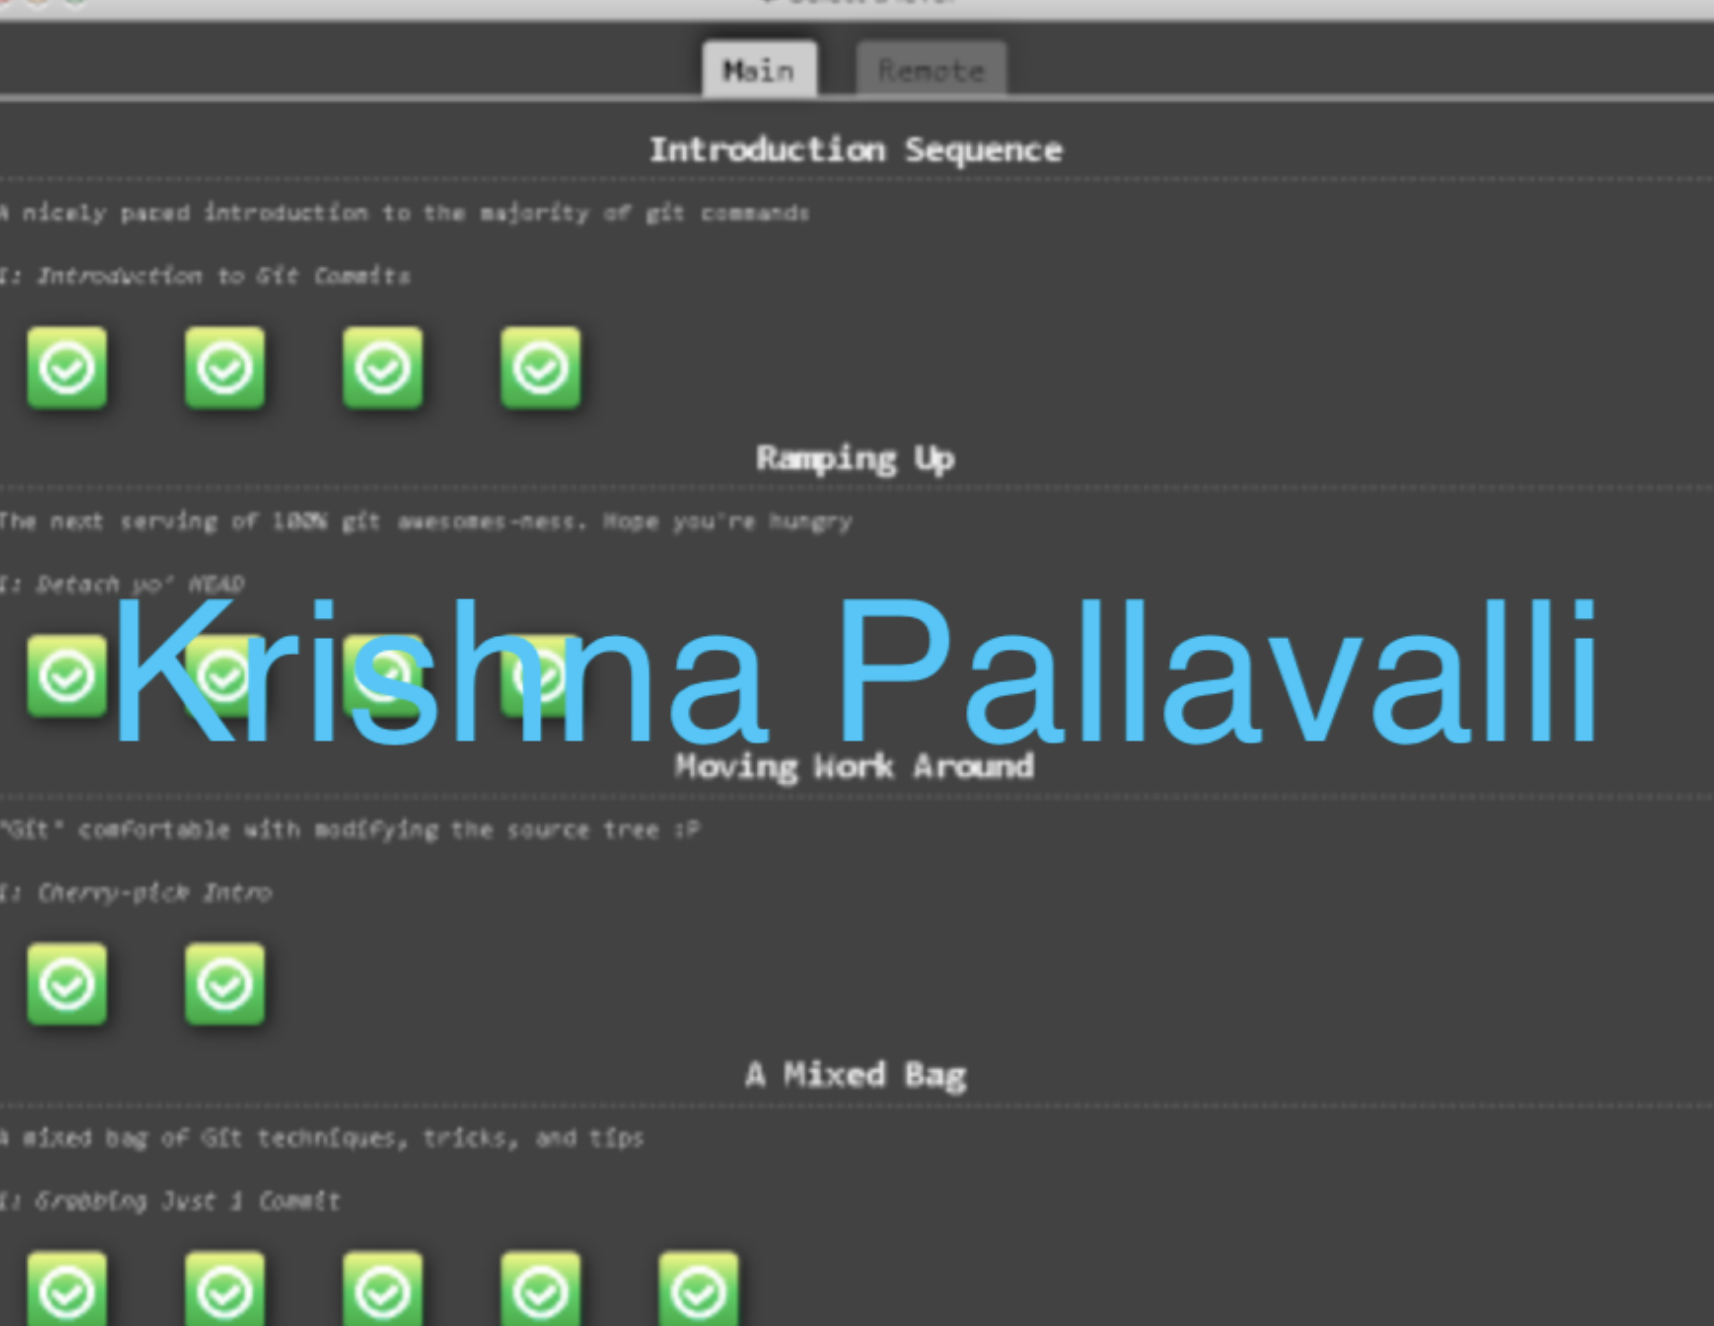 Main Remote
Introduction Sequence
A nicely paced introduction to the majority of git commands
1: Introduction to Git Commits
Ramping Up
The next serving of 100% git awesomes-ness. Hope you're hungry
1: Detach yo' HEAD
Krishna Pallavalli
Moving Work Around
"Git" comfortable with modifying the source tree :P
1: Cherry-pick Intro
A Mixed Bag
A mixed bag of Git techniques, tricks, and tips
1: Grabbing Just 1 Commit